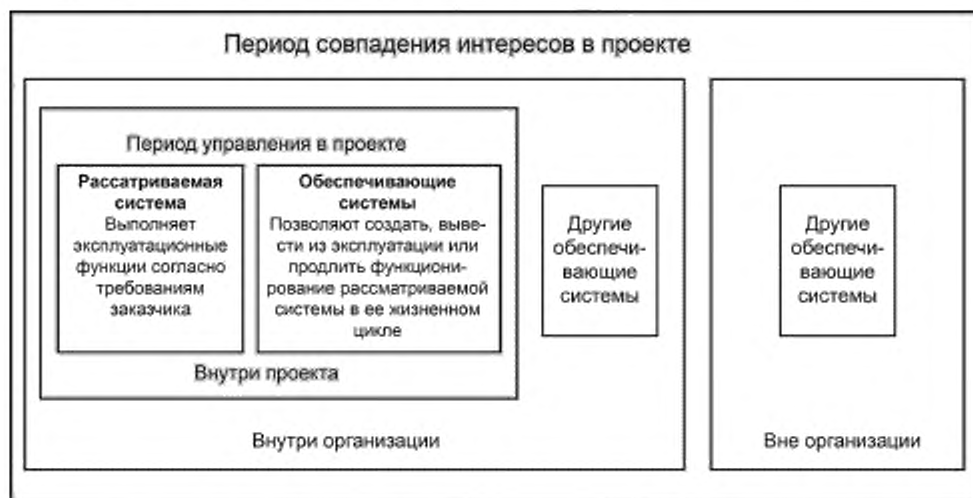 Период совпадения интересов в проекте
Период управления в проекте
Рассатриваемая
система
Выполняет
эксплуатационные
функции согласно
требованиям
заказчика
Обеспечивающие
системы
Позволяют создать, выве-
сти из эксплуатации или
продлить функциони-
рование рассматриваемой
системы в ее жизненном
цикле
Внутри проекта
Другие
обеспечи-
вающие
системы
Внутри организации
Другие
обеспечи-
вающие
системы
Вне организации